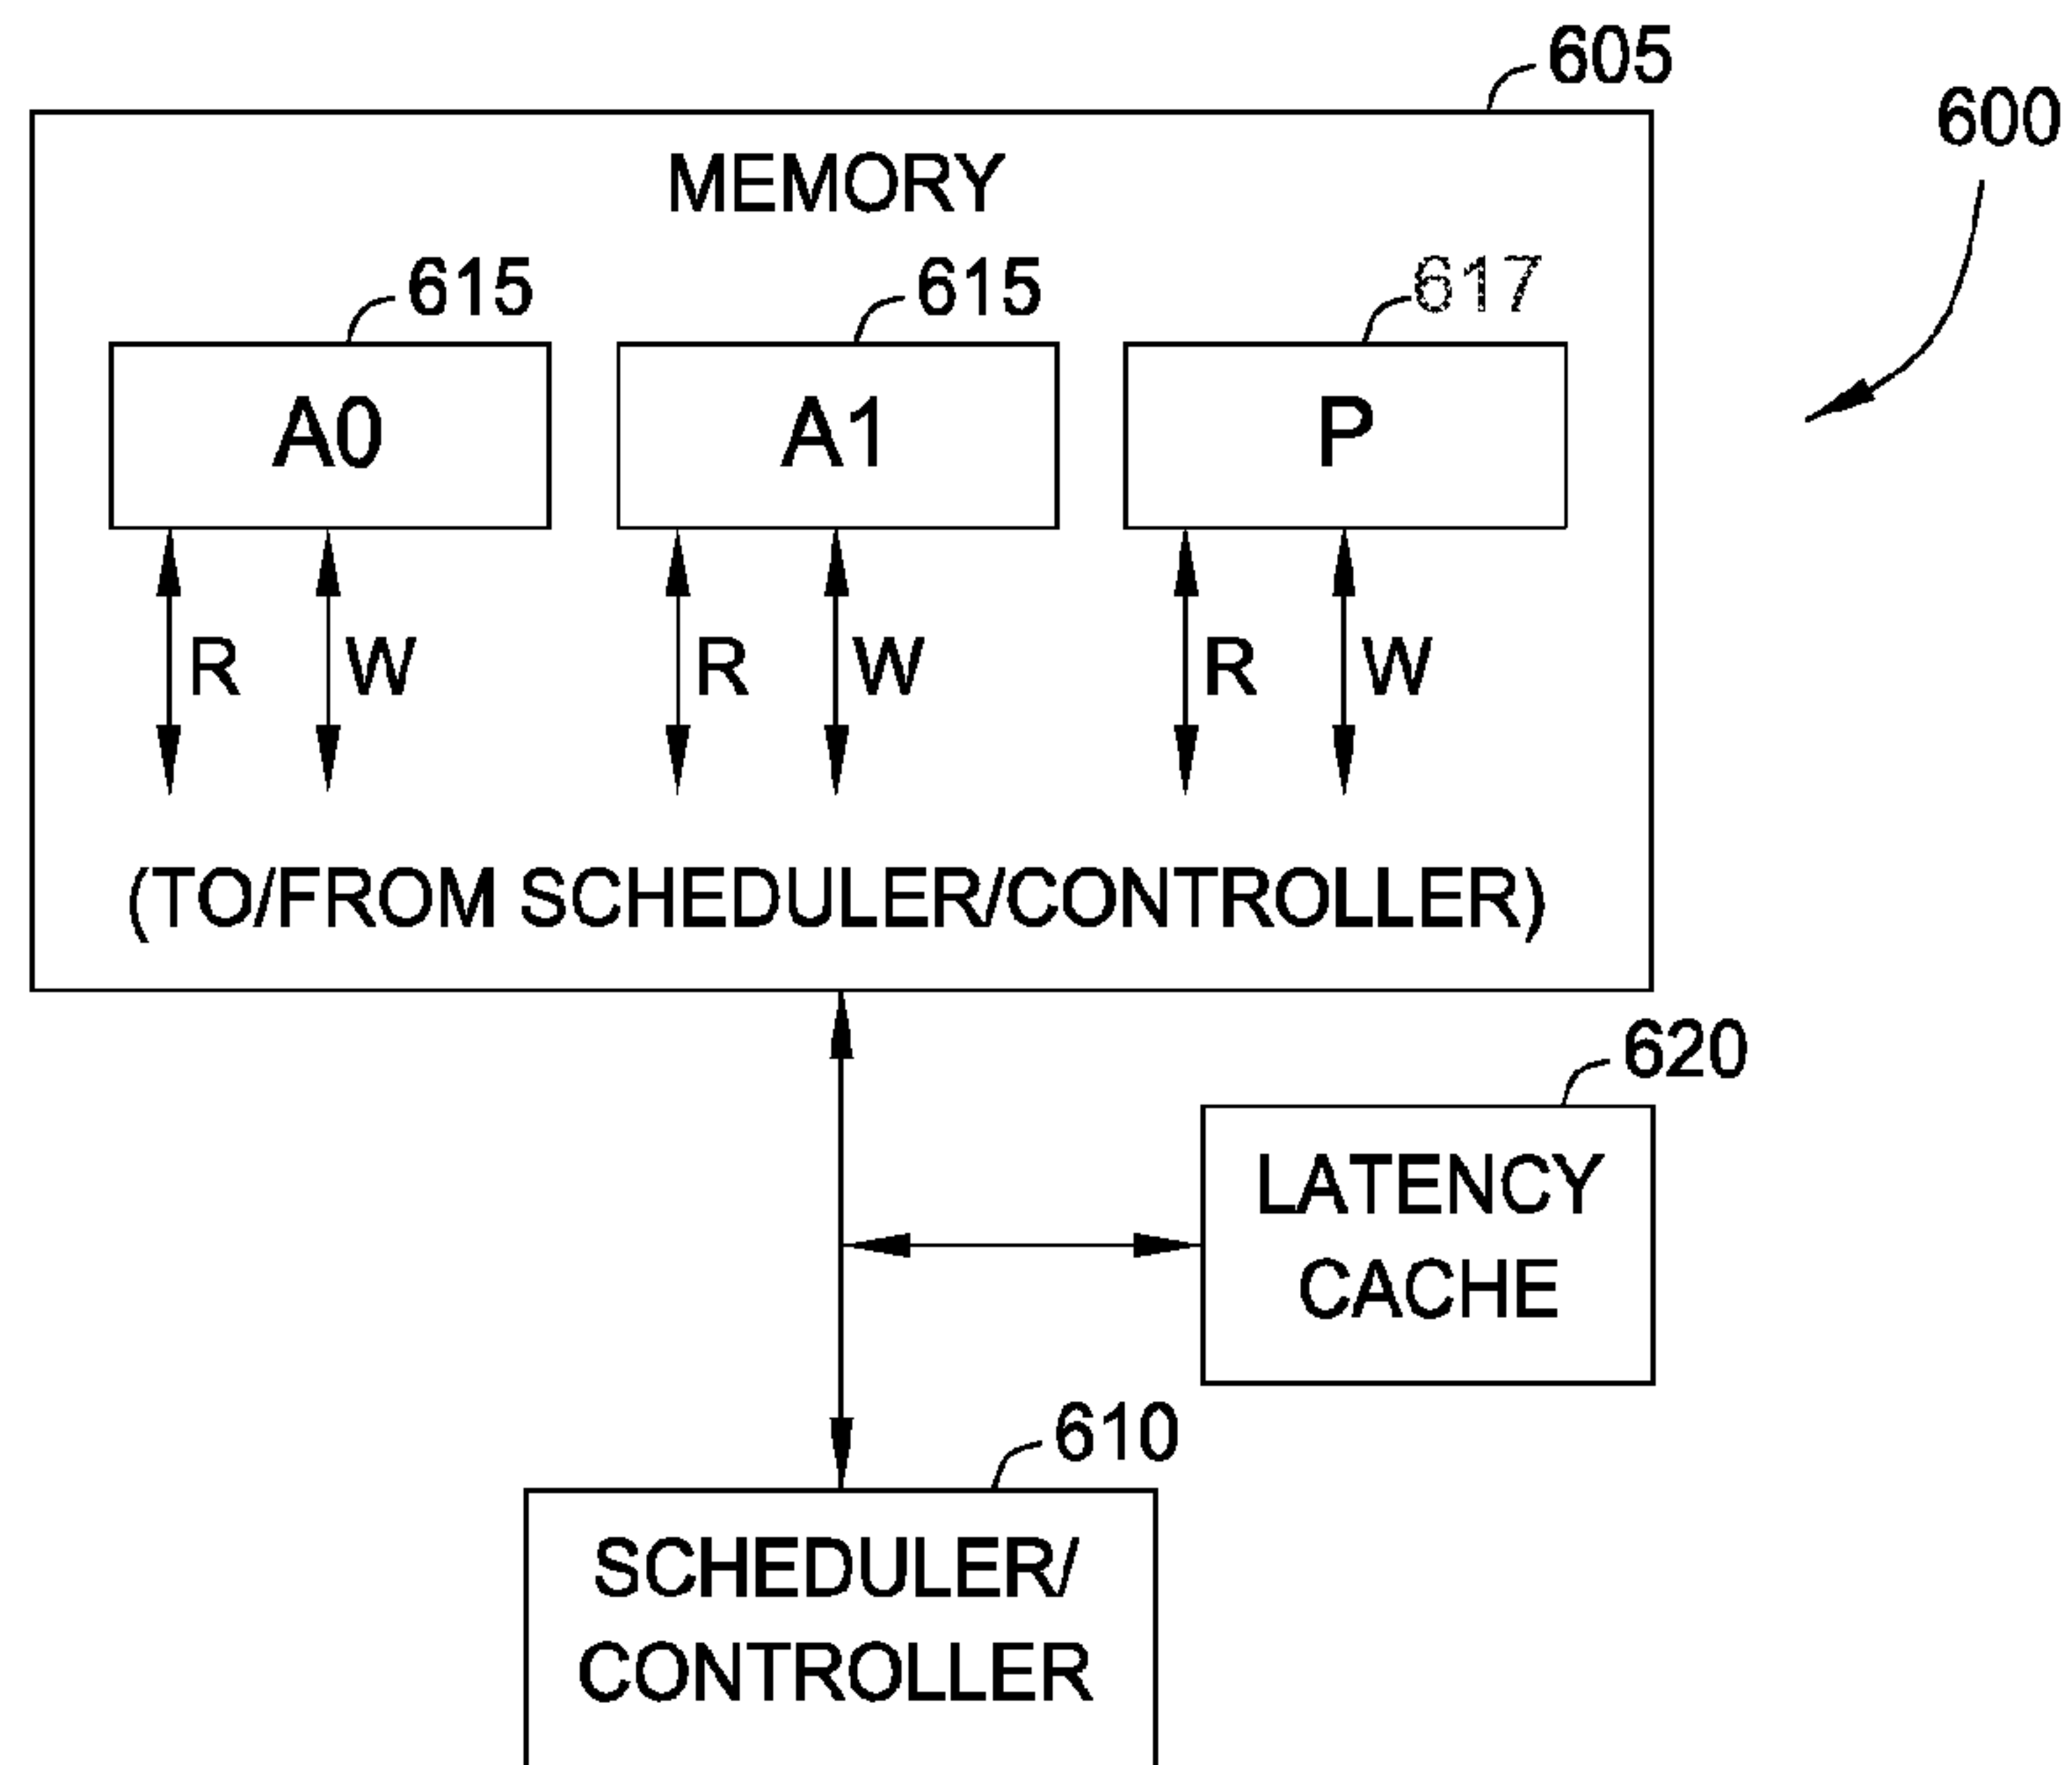 605
600
MEMORY
615 615 617
A0 A1 P
R W R W R W
(TO/FROM SCHEDULER/CONTROLLER)
620
LATENCY
CACHE
610
SCHEDULER/
CONTROLLER